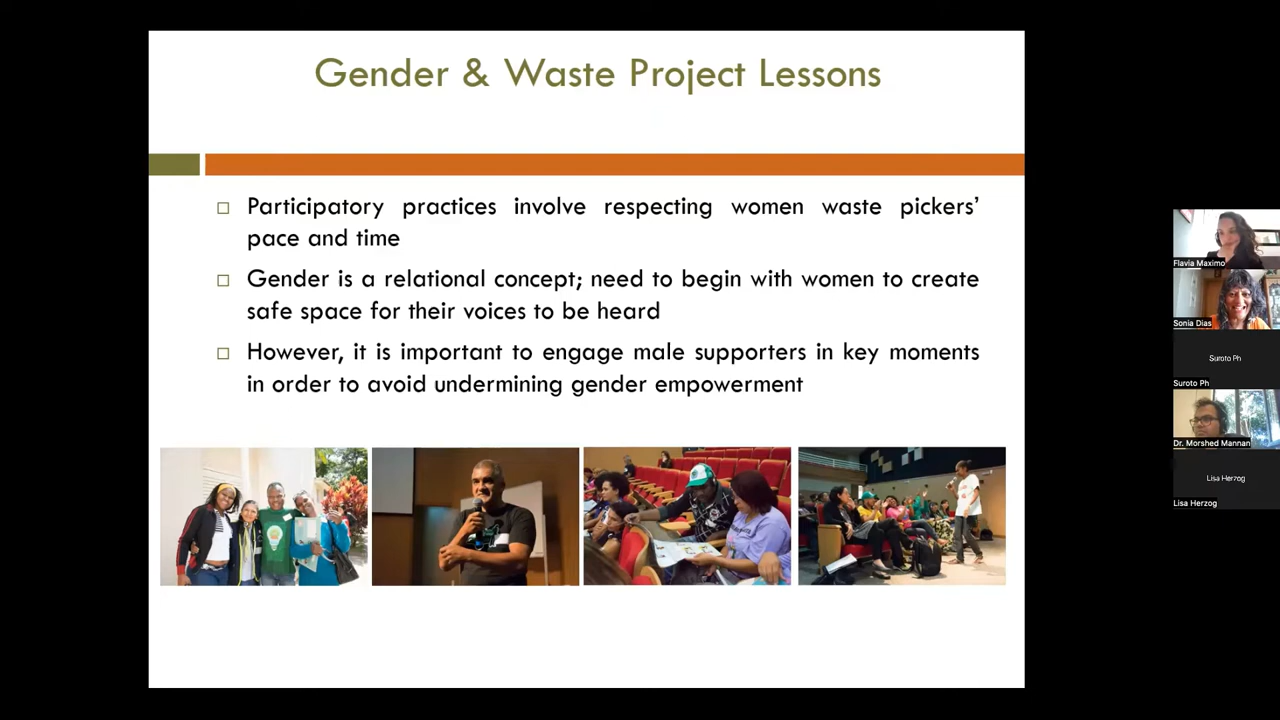 Gender & Waste Project Lessons
Participatory practices involve respecting women waste pickers’
pace and time
Gender is a relational concept; need to begin with women to create
safe space for their voices to be heard
However, it is important to engage male supporters in key moments
in order to avoid undermining gender empowerment
Flavia Maximo
Sonia Dias
Suroto Ph
Suroto Ph
Dr. Morshed Mannan
Lisa Herzog
Lisa Herzog